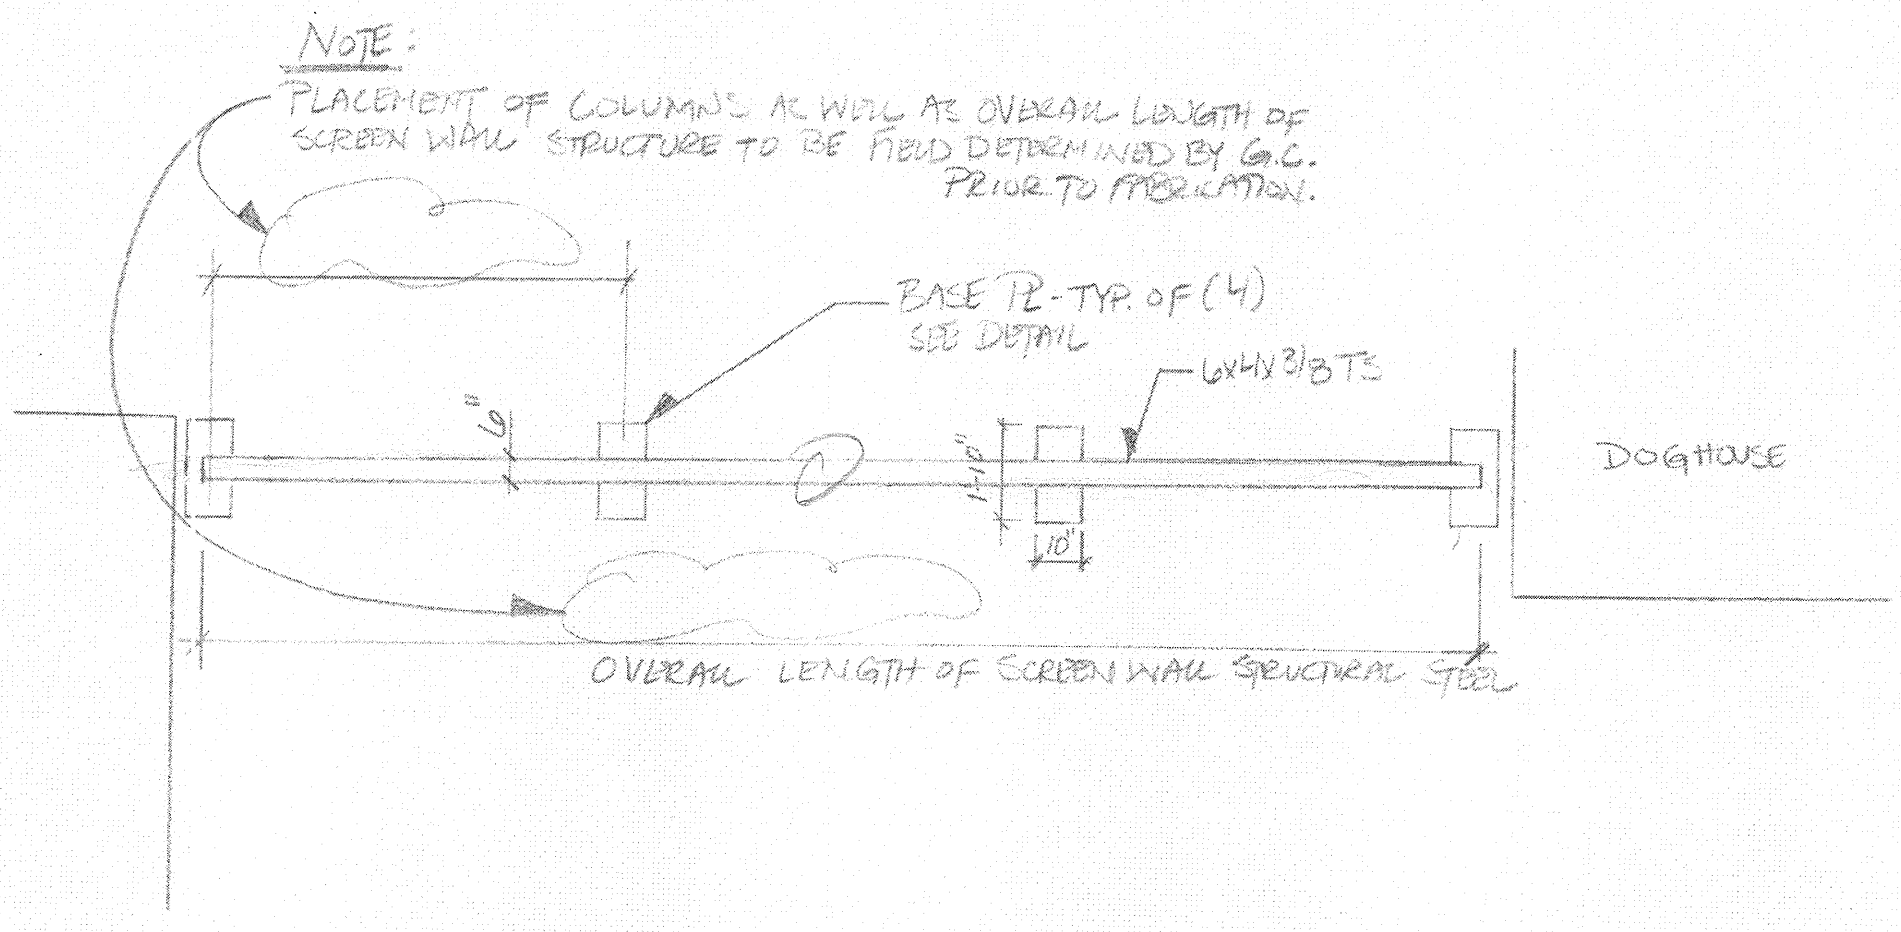 NOTE:
PLACEMENT OF COLUMNS AS WELL AS OVERALL LENGTH OF
SCREEN WALL STRUCTURE TO BE FIELD DETERMINED BY G.C.
PRIOR TO FABRICATION.
BASE PL - TYP. OF (4)
SEE DETAIL
6x4x3/8 TS
6"
1'-10"
10"
DOGHOUSE
OVERALL LENGTH OF SCREEN WALL STRUCTURAL STEEL